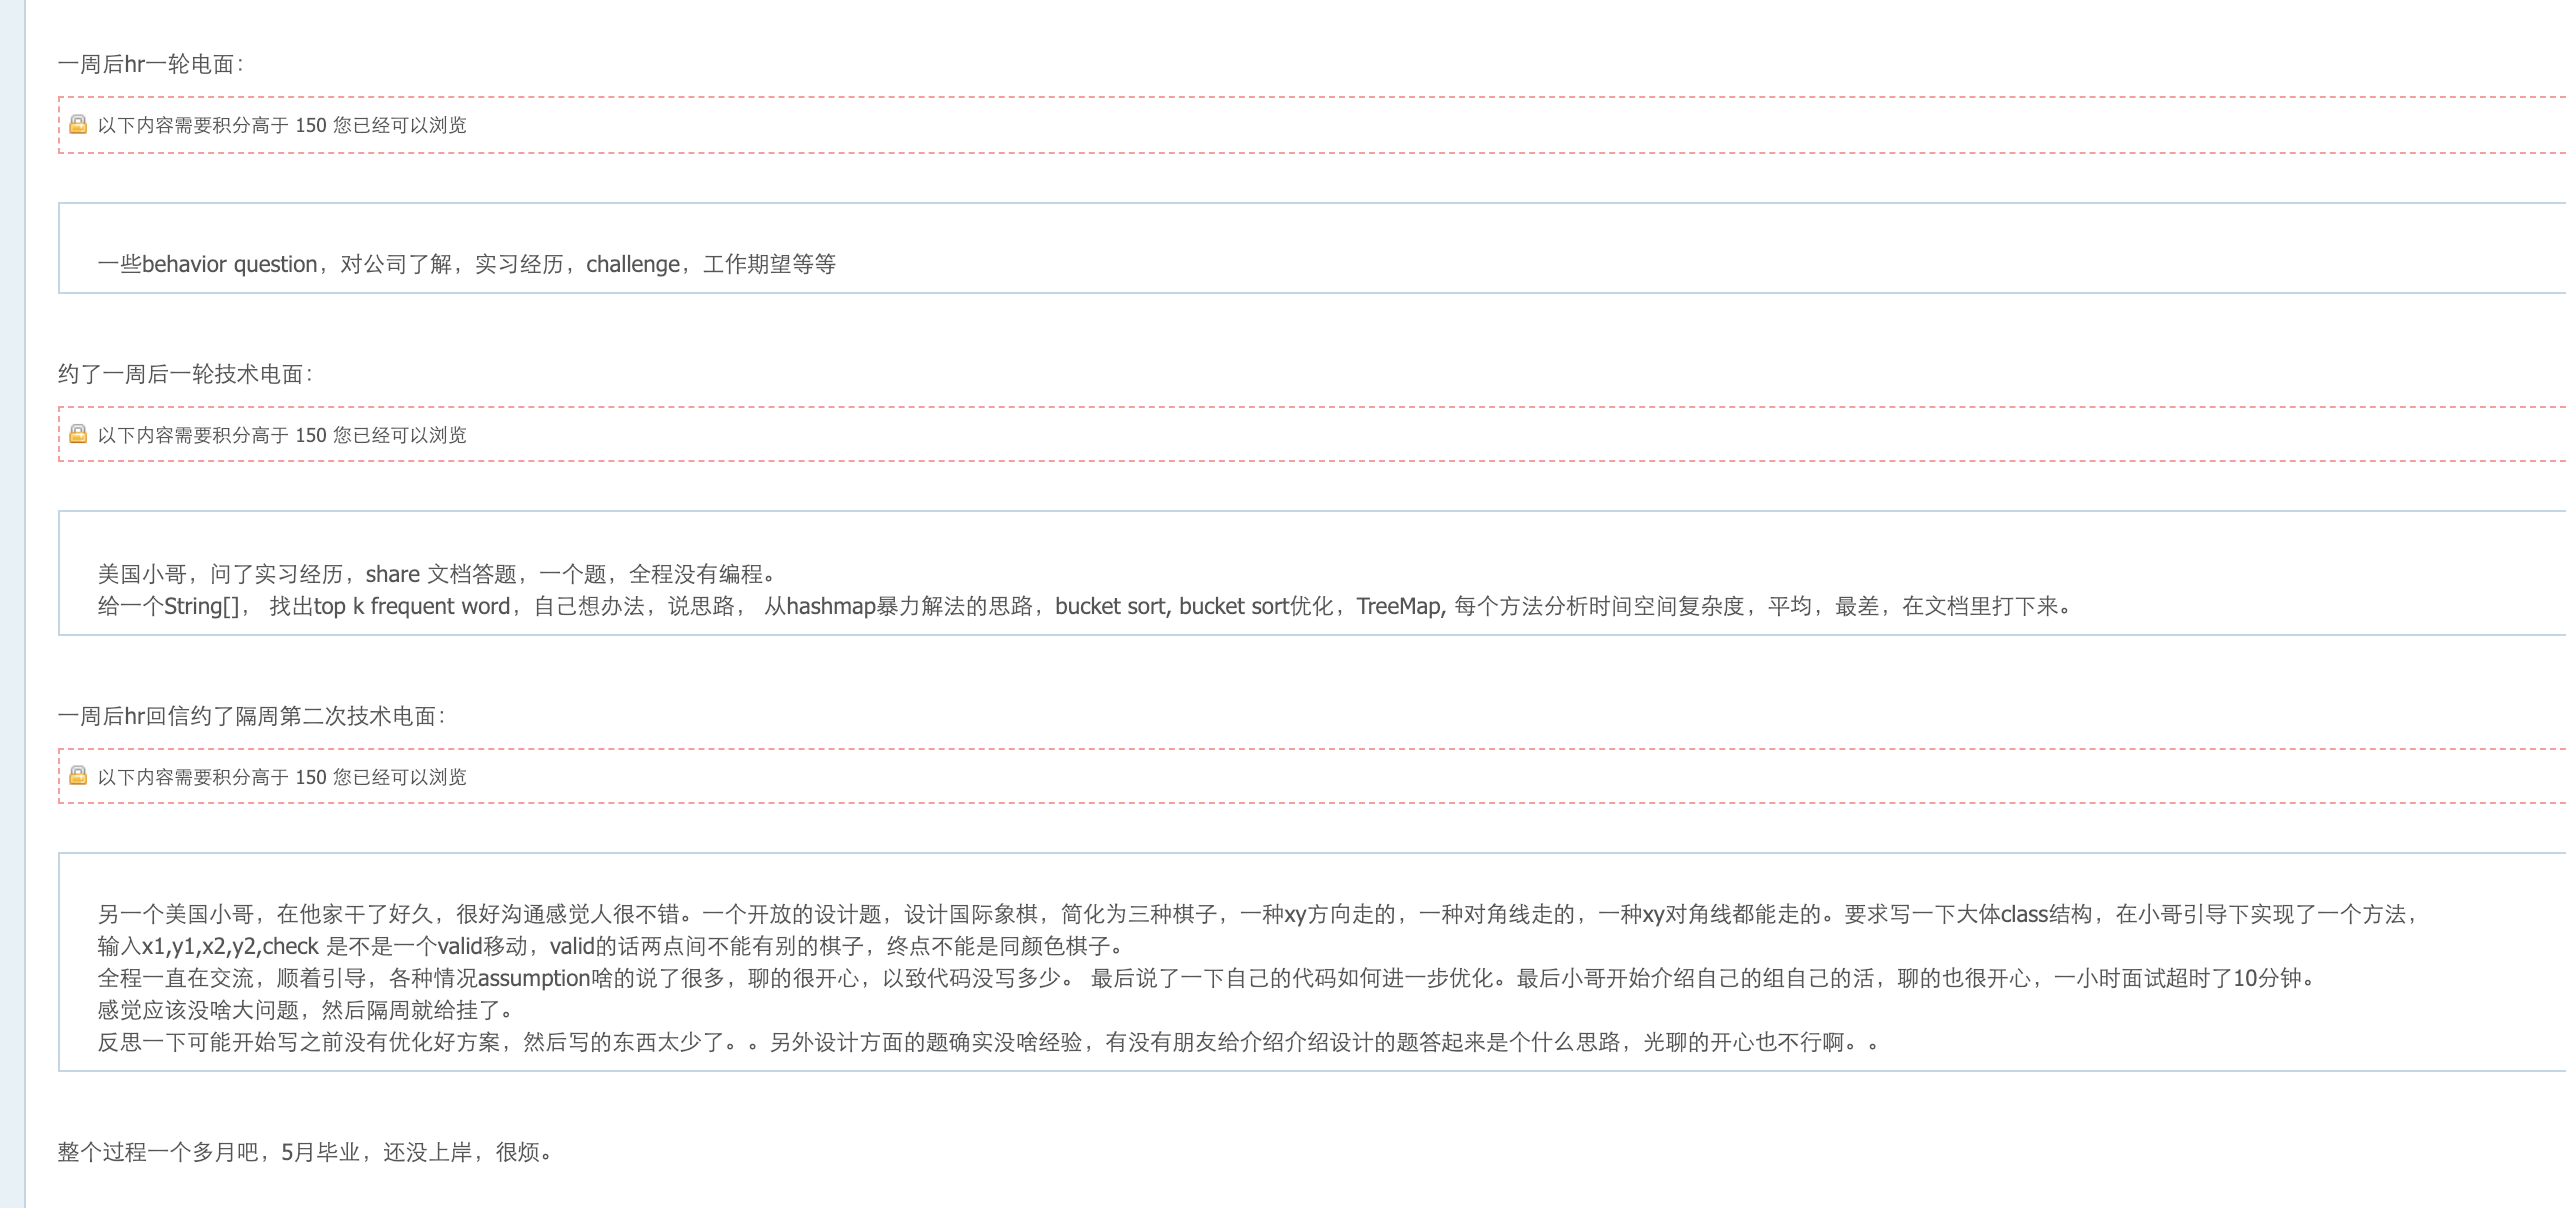 一周后hr一轮电面：
以下内容需要积分高于 150 您已经可以浏览
一些behavior question，对公司了解，实习经历，challenge，工作期望等等
约了一周后一轮技术电面：
以下内容需要积分高于 150 您已经可以浏览
美国小哥，问了实习经历，share 文档答题，一个题，全程没有编程。
给一个String[]， 找出top k frequent word，自己想办法，说思路， 从hashmap暴力解法的思路，bucket sort, bucket sort优化，TreeMap, 每个方法分析时间空间复杂度，平均，最差，在文档里打下来。
一周后hr回信约了隔周第二次技术电面：
以下内容需要积分高于 150 您已经可以浏览
另一个美国小哥，在他家干了好久，很好沟通感觉人很不错。一个开放的设计题，设计国际象棋，简化为三种棋子，一种xy方向走的，一种对角线走的，一种xy对角线都能走的。要求写一下大体class结构，在小哥引导下实现了一个方法，
输入x1,y1,x2,y2,check 是不是一个valid移动，valid的话两点间不能有别的棋子，终点不能是同颜色棋子。
全程一直在交流，顺着引导，各种情况assumption啥的说了很多，聊的很开心，以致代码没写多少。 最后说了一下自己的代码如何进一步优化。最后小哥开始介绍自己的组自己的活，聊的也很开心，一小时面试超时了10分钟。
感觉应该没啥大问题，然后隔周就给挂了。
反思一下可能开始写之前没有优化好方案，然后写的东西太少了。。另外设计方面的题确实没啥经验，有没有朋友给介绍介绍设计的题答起来是个什么思路，光聊的开心也不行啊。。
整个过程一个多月吧，5月毕业，还没上岸，很烦。